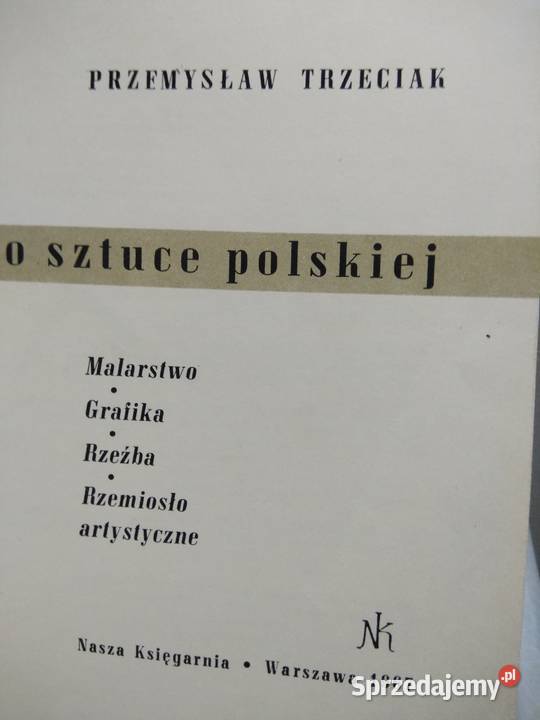 PRZEMYSŁAW TRZECIAK
o sztuce polskiej
Malarstwo
•
Grafika
•
Rzeźba
•
Rzemiosło
artystyczne
NK
Nasza Księgarnia • Warszawa
Sprzedajemy.pl